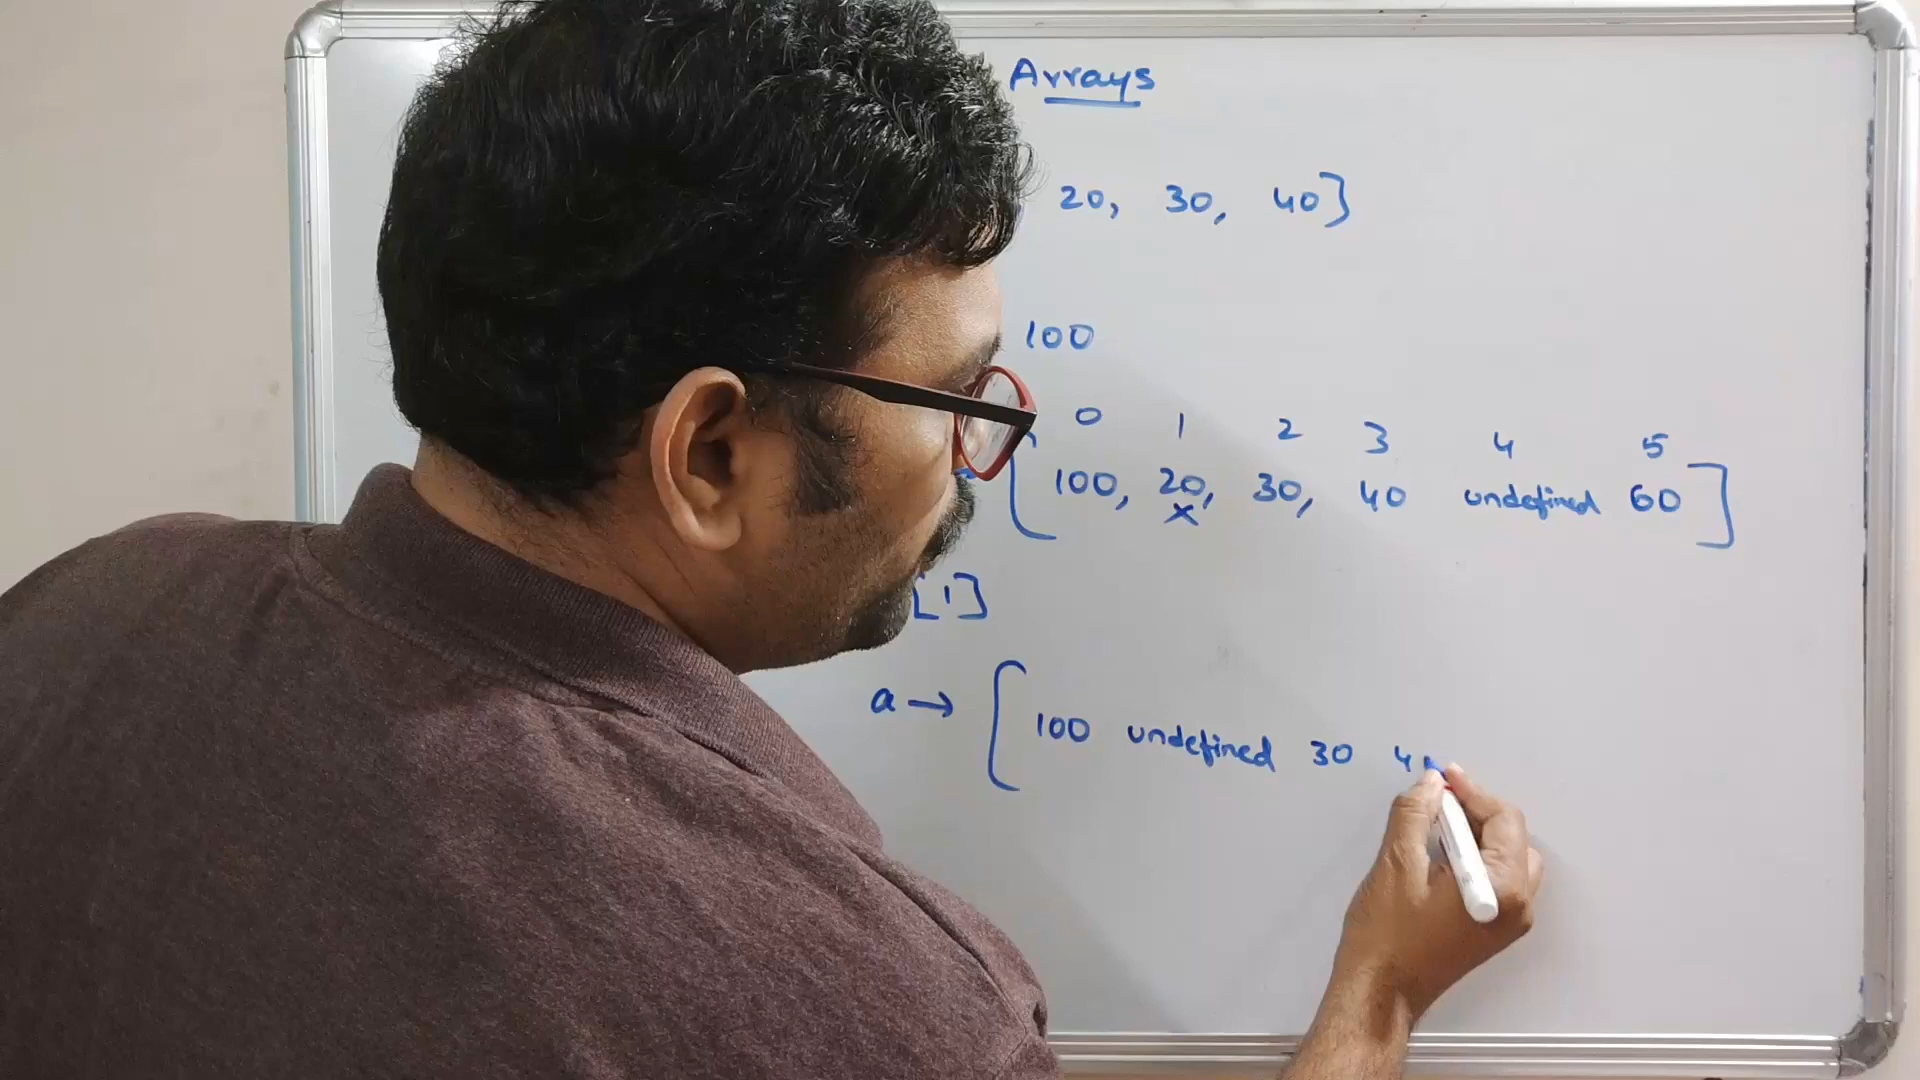 Arrays
20, 30, 40]
100
0 1 2 3 4 5
[100, 20, 30, 40 undefined 60]
x
[1]
a → [100 undefined 30 4